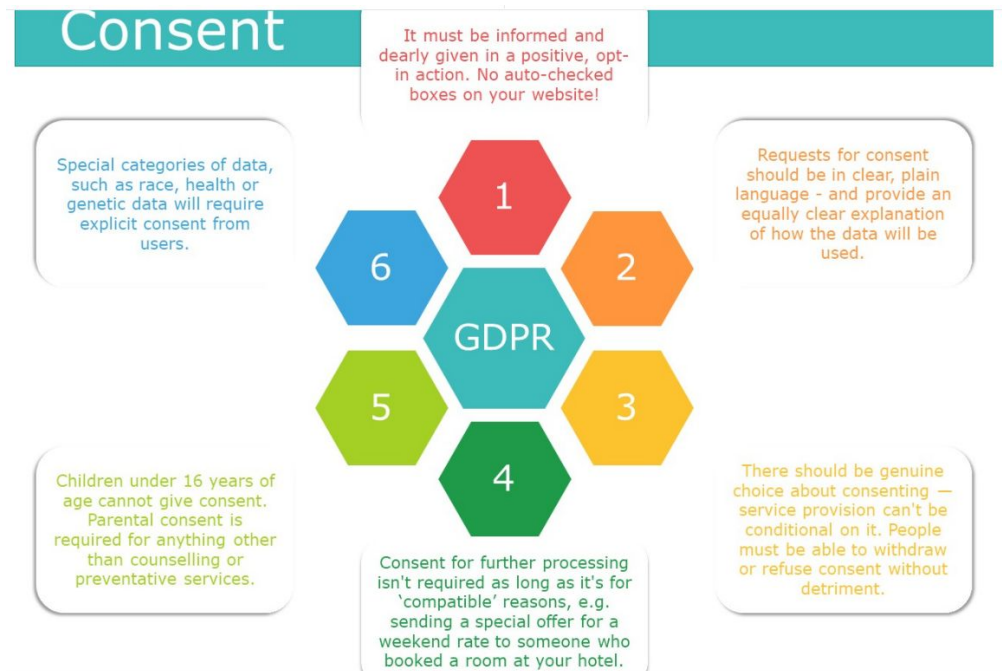 Consent
It must be informed and
dearly given in a positive, opt-
in action. No auto-checked
boxes on your website!
1
Requests for consent
should be in clear, plain
language - and provide an
equally clear explanation
of how the data will be
used.
2
There should be genuine
choice about consenting —
service provision can't be
conditional on it. People
must be able to withdraw
or refuse consent without
detriment.
3
4
Consent for further processing
isn't required as long as it's for
‘compatible’ reasons, e.g.
sending a special offer for a
weekend rate to someone who
booked a room at your hotel.
5
Children under 16 years of
age cannot give consent.
Parental consent is
required for anything other
than counselling or
preventative services.
6
Special categories of data,
such as race, health or
genetic data will require
explicit consent from
users.
GDPR